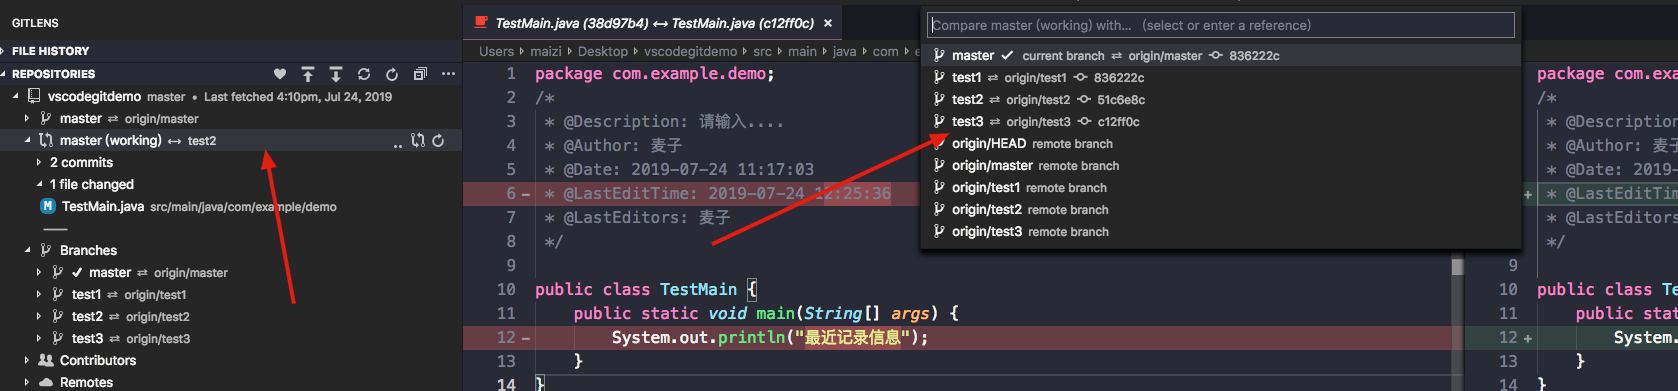 GITLENS
FILE HISTORY
REPOSITORIES
vscodegitdemo master • Last fetched 4:10pm, Jul 24, 2019
master ⇄ origin/master
master (working) ↔ test2
2 commits
1 file changed
TestMain.java src/main/java/com/example/demo
Branches
✓ master ⇄ origin/master
test1 ⇄ origin/test1
test2 ⇄ origin/test2
test3 ⇄ origin/test3
Contributors
Remotes
TestMain.java (38d97b4) ↔ TestMain.java (c12ff0c) ×
Users > maizi > Desktop > vscodegitdemo > src > main > java > com > e
1 package com.example.demo;
2 /*
3 * @Description: 请输入....
4 * @Author: 麦子
5 * @Date: 2019-07-24 11:17:03
6 - * @LastEditTime: 2019-07-24 12:25:36
7 * @LastEditors: 麦子
8 */
9
10 public class TestMain {
11 public static void main(String[] args) {
12 - System.out.println("最近记录信息");
13 }
14 }
Compare master (working) with... (select or enter a reference)
master ✓ current branch ⇄ origin/master 836222c
test1 ⇄ origin/test1 836222c
test2 ⇄ origin/test2 51c6e8c
test3 ⇄ origin/test3 c12ff0c
origin/HEAD remote branch
origin/master remote branch
origin/test1 remote branch
origin/test2 remote branch
origin/test3 remote branch
package com.exa
/*
* @Description
* @Author: 麦子
* @Date: 2019-
+ * @LastEditTim
* @LastEditors
*/
9
10 public class Te
11 public stat
12 + System.
13 }
14 }